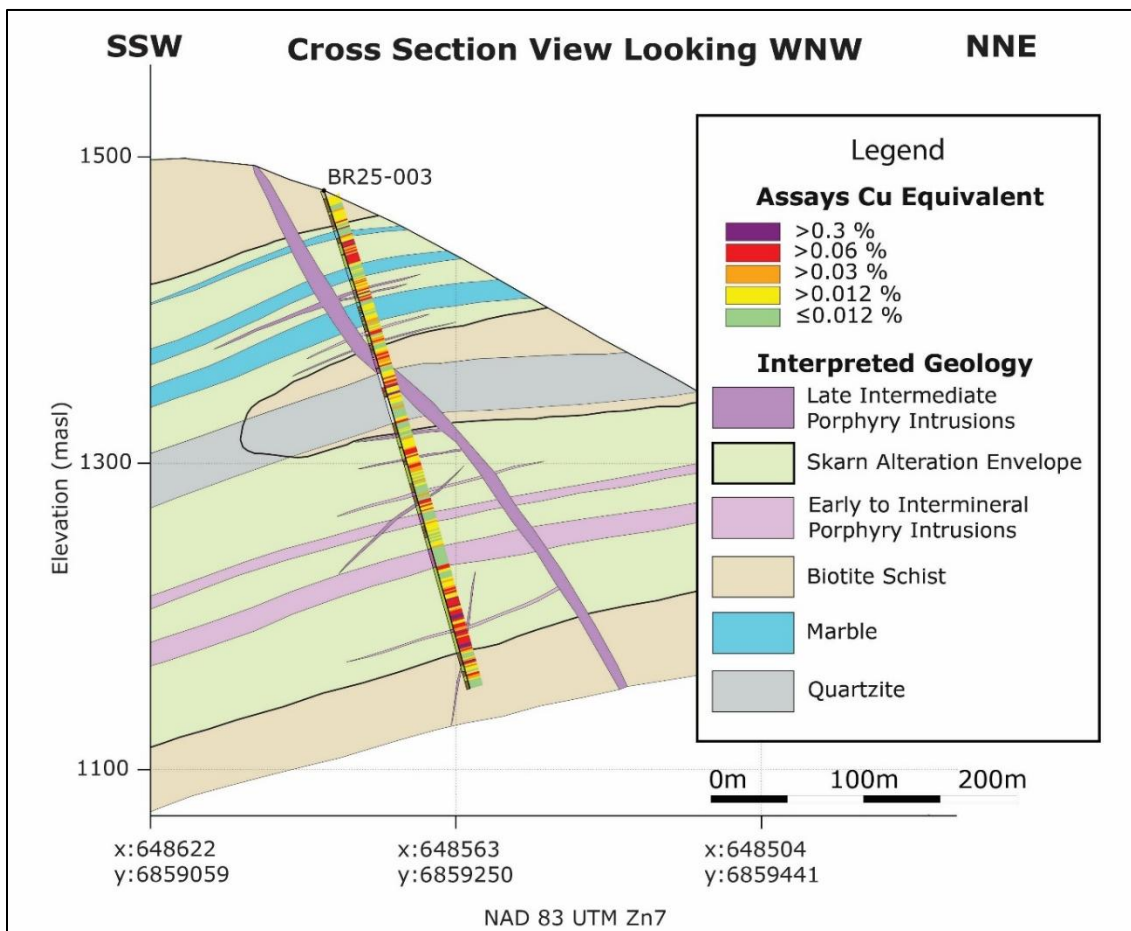 SSW
Cross Section View Looking WNW
NNE
1500
BR25-003
1300
1100
Elevation (masl)
Legend
Assays Cu Equivalent
>0.3 %
>0.06 %
>0.03 %
>0.012 %
≤0.012 %
Interpreted Geology
Late Intermediate
Porphyry Intrusions
Skarn Alteration Envelope
Early to Intermineral
Porphyry Intrusions
Biotite Schist
Marble
Quartzite
0m 100m 200m
x:648622
y:6859059
x:648563
y:6859250
x:648504
y:6859441
NAD 83 UTM Zn7